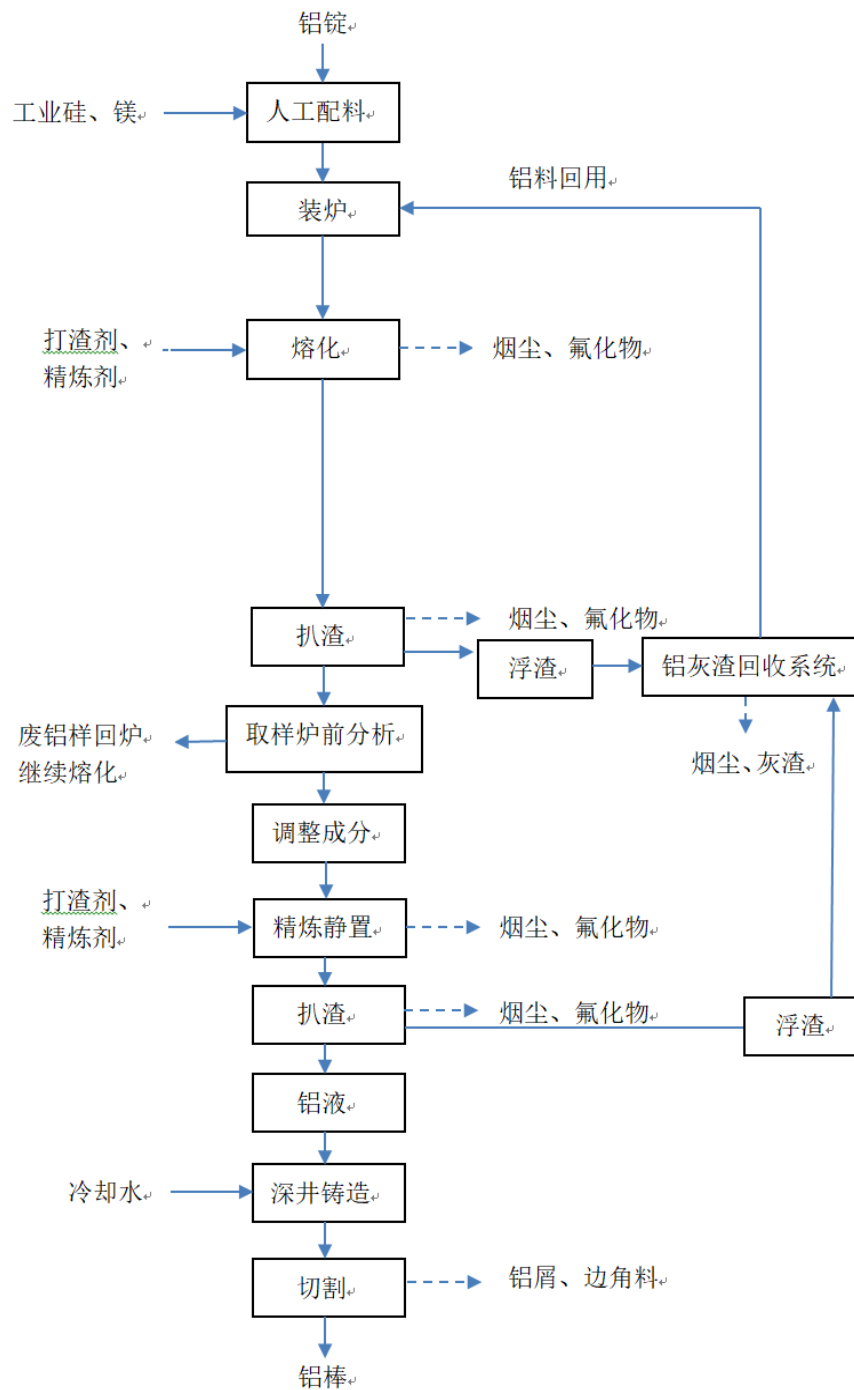 铝锭
工业硅、镁
人工配料
铝料回用
装炉
打渣剂、
精炼剂
熔化
烟尘、氟化物
扒渣
烟尘、氟化物
浮渣
铝灰渣回收系统
废铝样回炉
继续熔化
取样炉前分析
烟尘、灰渣
调整成分
打渣剂、
精炼剂
精炼静置
烟尘、氟化物
扒渣
烟尘、氟化物
浮渣
铝液
冷却水
深井铸造
切割
铝屑、边角料
铝棒